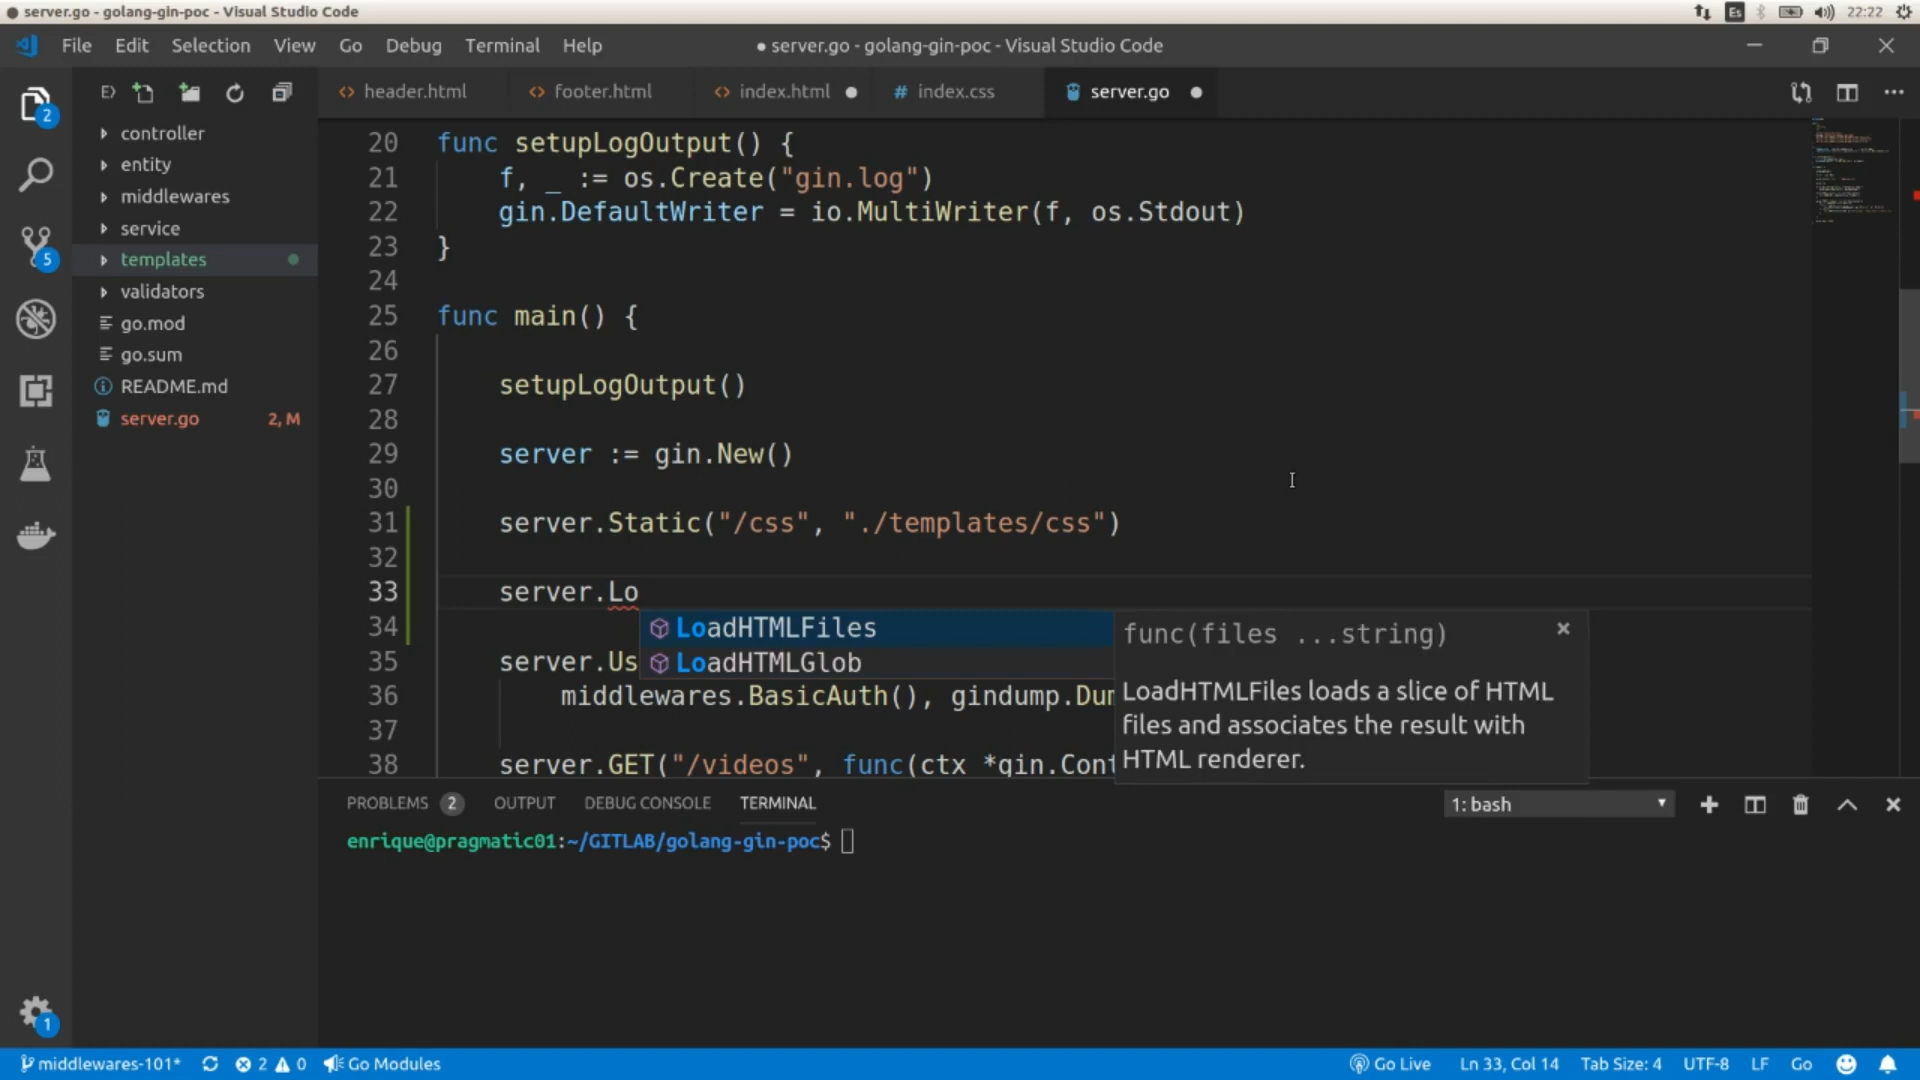 server.go - golang-gin-poc - Visual Studio Code
Es
22:22
File Edit Selection View Go Debug Terminal Help
● server.go - golang-gin-poc - Visual Studio Code
header.html
footer.html
index.html
# index.css
server.go
2
5
1
controller
entity
middlewares
service
templates
validators
go.mod
go.sum
README.md
server.go 2, M
20 func setupLogOutput() {
21 f, _ := os.Create("gin.log")
22 gin.DefaultWriter = io.MultiWriter(f, os.Stdout)
23 }
24
25 func main() {
26
27 setupLogOutput()
28
29 server := gin.New()
30
31 server.Static("/css", "./templates/css")
32
33 server.Lo
34
35 server.Us
36 middlewares.BasicAuth(), gindump.Dum
37
38 server.GET("/videos", func(ctx *gin.Cont
LoadHTMLFiles
LoadHTMLGlob
func(files ...string)
LoadHTMLFiles loads a slice of HTML
files and associates the result with
HTML renderer.
PROBLEMS 2 OUTPUT DEBUG CONSOLE TERMINAL
1: bash
enrique@pragmatic01:~/GITLAB/golang-gin-poc$
middlewares-101* 2 0 Go Modules
Go Live Ln 33, Col 14 Tab Size: 4 UTF-8 LF Go